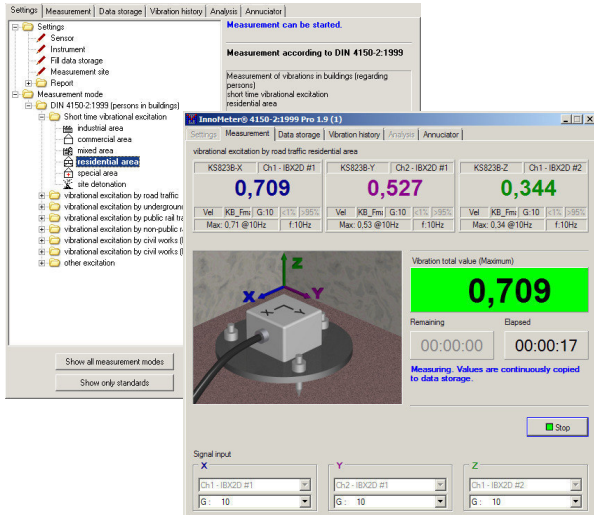 Settings Measurement Data storage Vibration history Analysis Annuciator
Settings
Sensor
Instrument
Fill data storage
Measurement site
Report
Measurement mode
DIN 4150-2:1999 (persons in buildings)
Short time vibrational excitation
industrial area
commercial area
mixed area
residential area
special area
site detonation
vibrational excitation by road traffic
vibrational excitation by undergroun
vibrational excitation by public rail tra
vibrational excitation by non-public r
vibrational excitation by civil works (
vibrational excitation by civil works (
other excitation
Show all measurement modes
Show only standards
Measurement can be started.
Measurement according to DIN 4150-2:1999
Measurement of vibrations in buildings (regarding
persons)
short time vibrational excitation
residential area
InnoMeter® 4150-2:1999 Pro 1.9 (1)
Settings Measurement Data storage Vibration history Analysis Annuciator
vibrational excitation by road traffic residential area
KS823B-X Ch1 - IBX2D #1 KS823B-Y Ch2 - IBX2D #1 KS823B-Z Ch1 - IBX2D #2
0,709 0,527 0,344
Vel KB_Fm G:10 <1% >95% Vel KB_Fm G:10 <1% >95% Vel KB_Fm G:10 <1% >95%
Max: 0.71 @10Hz f:10Hz Max: 0.53 @10Hz f:10Hz Max: 0.34 @10Hz f:10Hz
Z
X Y
X Y
Vibration total value (Maximum)
0,709
Remaining Elapsed
00:00:00 00:00:17
Measuring. Values are continuously copied
to data storage.
Stop
Signal input
X Y Z
Ch1 - IBX2D #1 Ch2 - IBX2D #1 Ch1 - IBX2D #2
G : 10 G : 10 G : 10